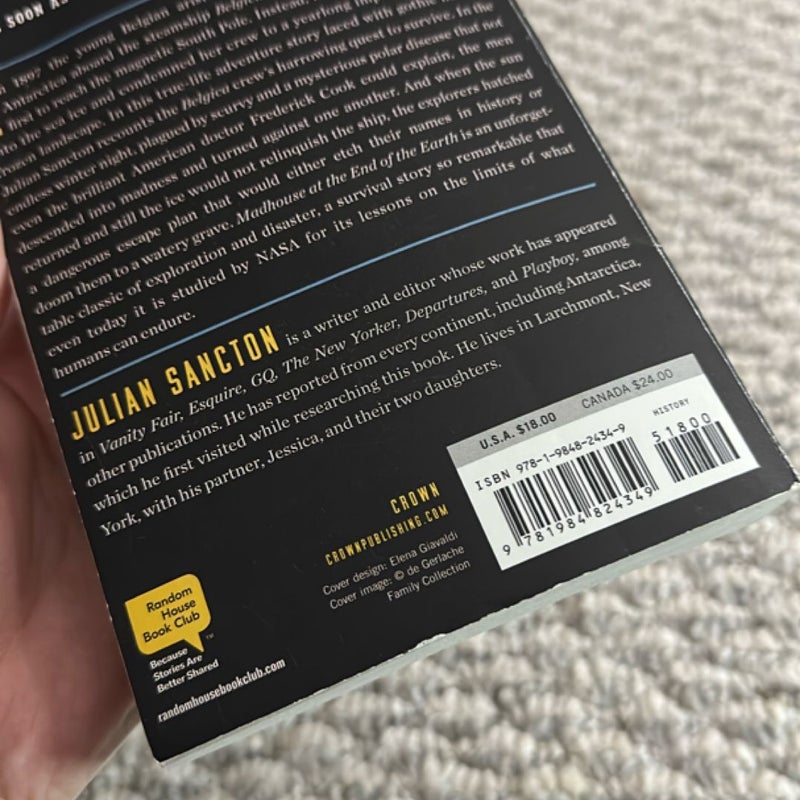 SOON AS
1897 the young Belgian
Antarctica aboard the steamship Belgi
first to reach the magnetic South Pole. Instead,
the sea ice and condemned her crew to a yearlong
landscape. In this true-life adventure story laced with gothic
Julian Sancton recounts the Belgica crew's harrowing quest to survive. In the
endless winter night, plagued by scurvy and a mysterious polar disease that not
even the brilliant American doctor Frederick Cook could explain, the men
descended into madness and turned against one another. And when the sun
returned and still the ice would not relinquish the ship, the explorers hatched
a dangerous escape plan that would either etch their names in history or
doom them to a watery grave. Madhouse at the End of the Earth is an unforget-
table classic of exploration and disaster, a survival story so remarkable that
even today it is studied by NASA for its lessons on the limits of what
humans can endure.
JULIAN SANCTON is a writer and editor whose work has appeared
in Vanity Fair, Esquire, GQ, The New Yorker, Departures, and Playboy, among
other publications. He has reported from every continent, including Antarctica,
which he first visited while researching this book. He lives in Larchmont, New
York, with his partner, Jessica, and their two daughters.
U.S.A. $18.00 CANADA $24.00
HISTORY
ISBN 978-1-9848-2434-9
51800
9 781984 824349
CROWN
CROWNPUBLISHING.COM
Cover design: Elena Giavaldi
Cover image: © de Gerlache
Family Collection
Random
House
Book Club
Because
Stories Are
Better Shared ™
randomhousebookclub.com